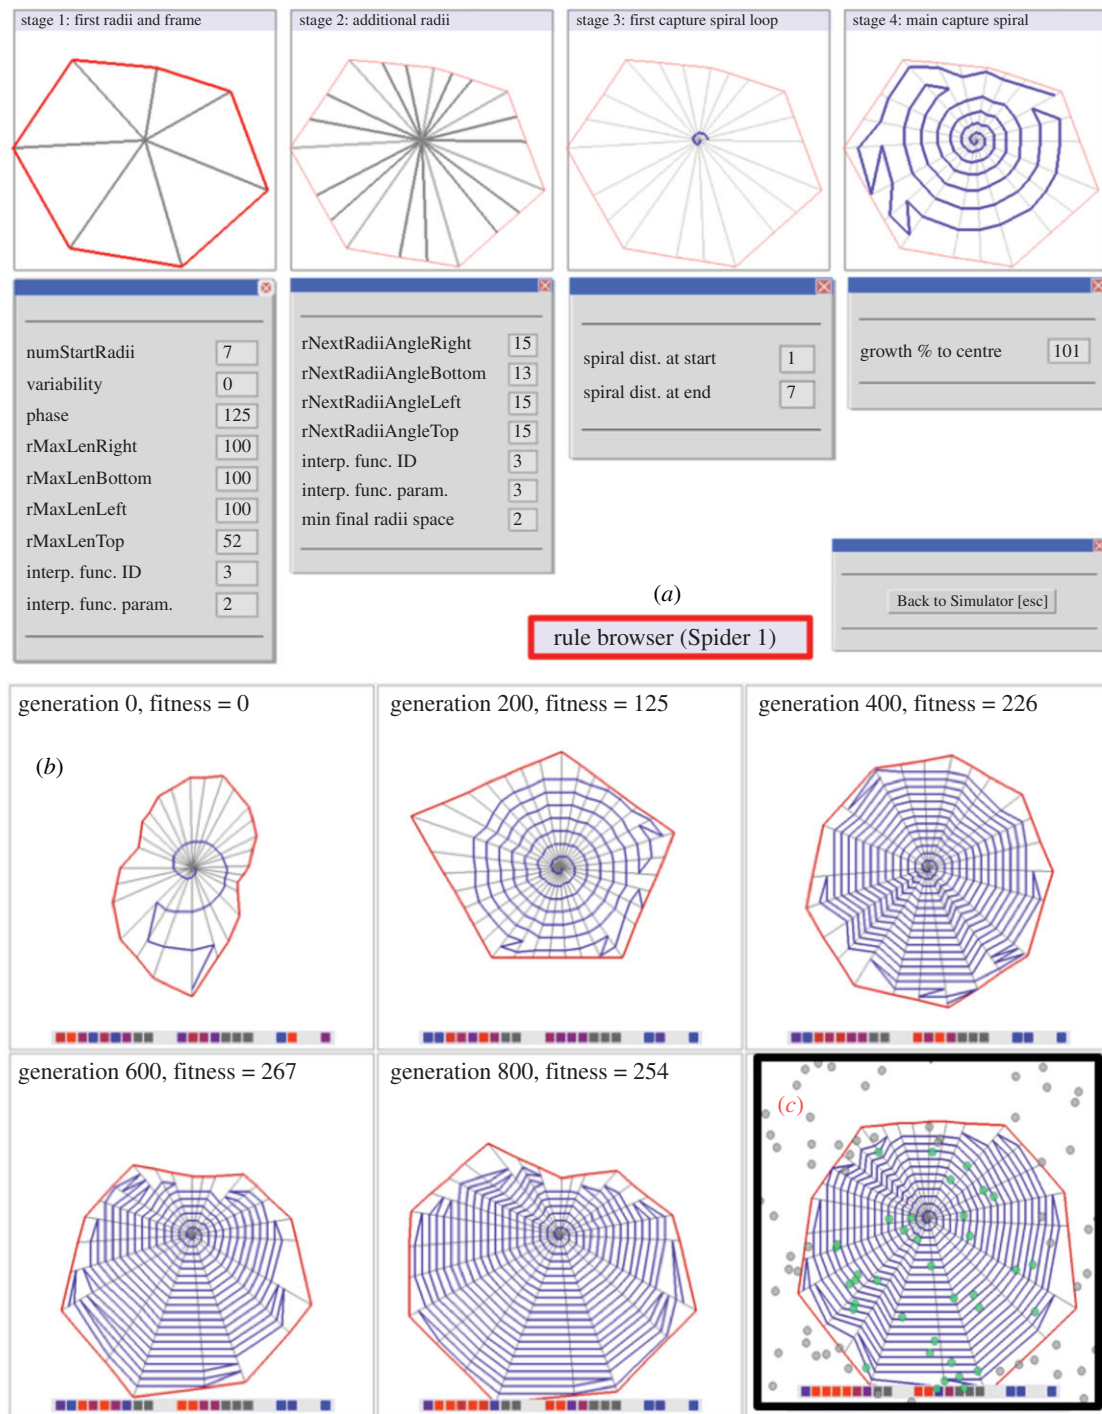 stage 1: first radii and frame
stage 2: additional radii
stage 3: first capture spiral loop
stage 4: main capture spiral
numStartRadii 7
variability 0
phase 125
rMaxLenRight 100
rMaxLenBottom 100
rMaxLenLeft 100
rMaxLenTop 52
interp. func. ID 3
interp. func. param. 2
rNextRadiiAngleRight 15
rNextRadiiAngleBottom 13
rNextRadiiAngleLeft 15
rNextRadiiAngleTop 15
interp. func. ID 3
interp. func. param. 3
min final radii space 2
spiral dist. at start 1
spiral dist. at end 7
growth % to centre 101
Back to Simulator [esc]
(a)
rule browser (Spider 1)
generation 0, fitness = 0
generation 200, fitness = 125
generation 400, fitness = 226
(b)
generation 600, fitness = 267
generation 800, fitness = 254
(c)